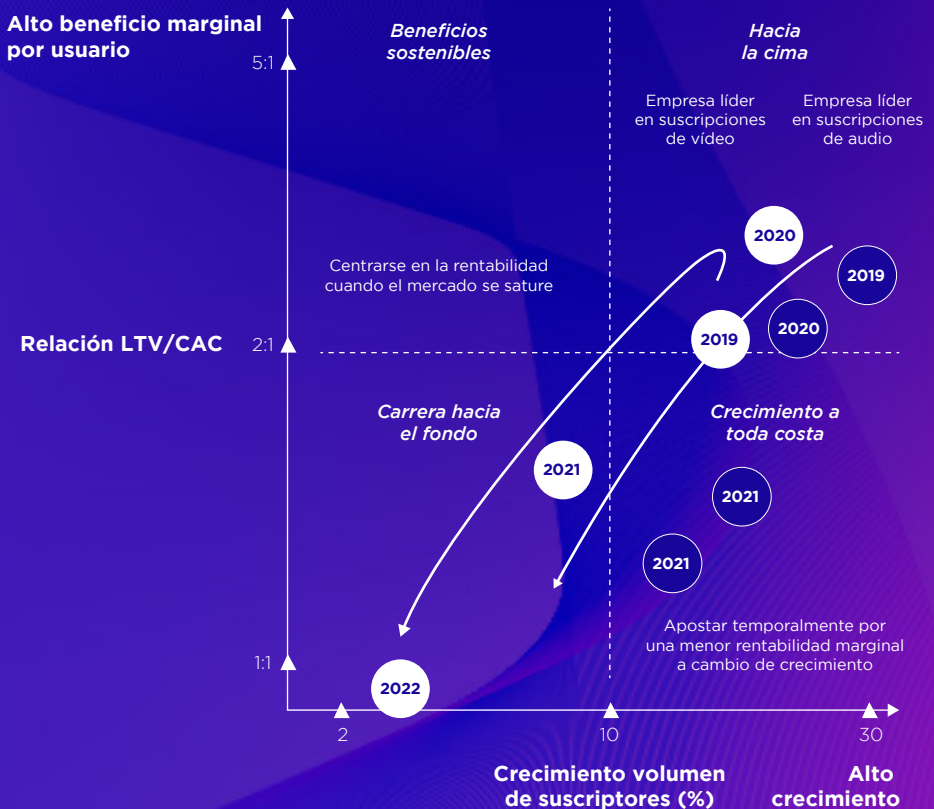 Alto beneficio marginal
por usuario
5:1
Beneficios
sostenibles
Hacia
la cima
Empresa líder
en suscripciones
de vídeo
Empresa líder
en suscripciones
de audio
2020
2019
Centrarse en la rentabilidad
cuando el mercado se sature
2020
2019
Relación LTV/CAC
2:1
Carrera hacia
el fondo
Crecimiento a
toda costa
2021
2021
2021
Apostar temporalmente por
una menor rentabilidad marginal
a cambio de crecimiento
1:1
2022
2
10
30
Crecimiento volumen
de suscriptores (%)
Alto
crecimiento